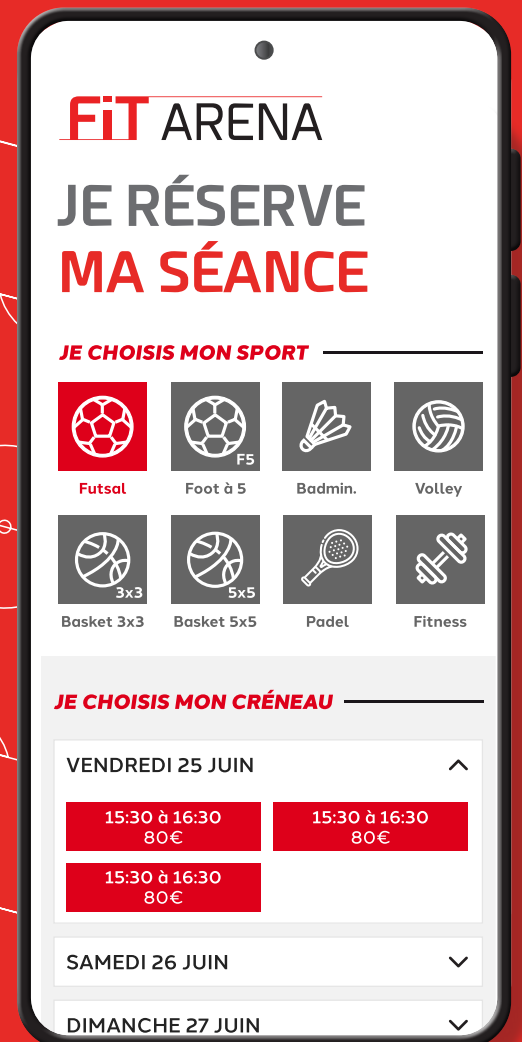 FiT ARENA
JE RÉSERVE
MA SÉANCE
JE CHOISIS MON SPORT
F5
Futsal Foot à 5 Badmin. Volley
3x3 5x5
Basket 3x3 Basket 5x5 Padel Fitness
JE CHOISIS MON CRÉNEAU
VENDREDI 25 JUIN
15:30 à 16:30 15:30 à 16:30
80€ 80€
15:30 à 16:30
80€
SAMEDI 26 JUIN
DIMANCHE 27 JUIN